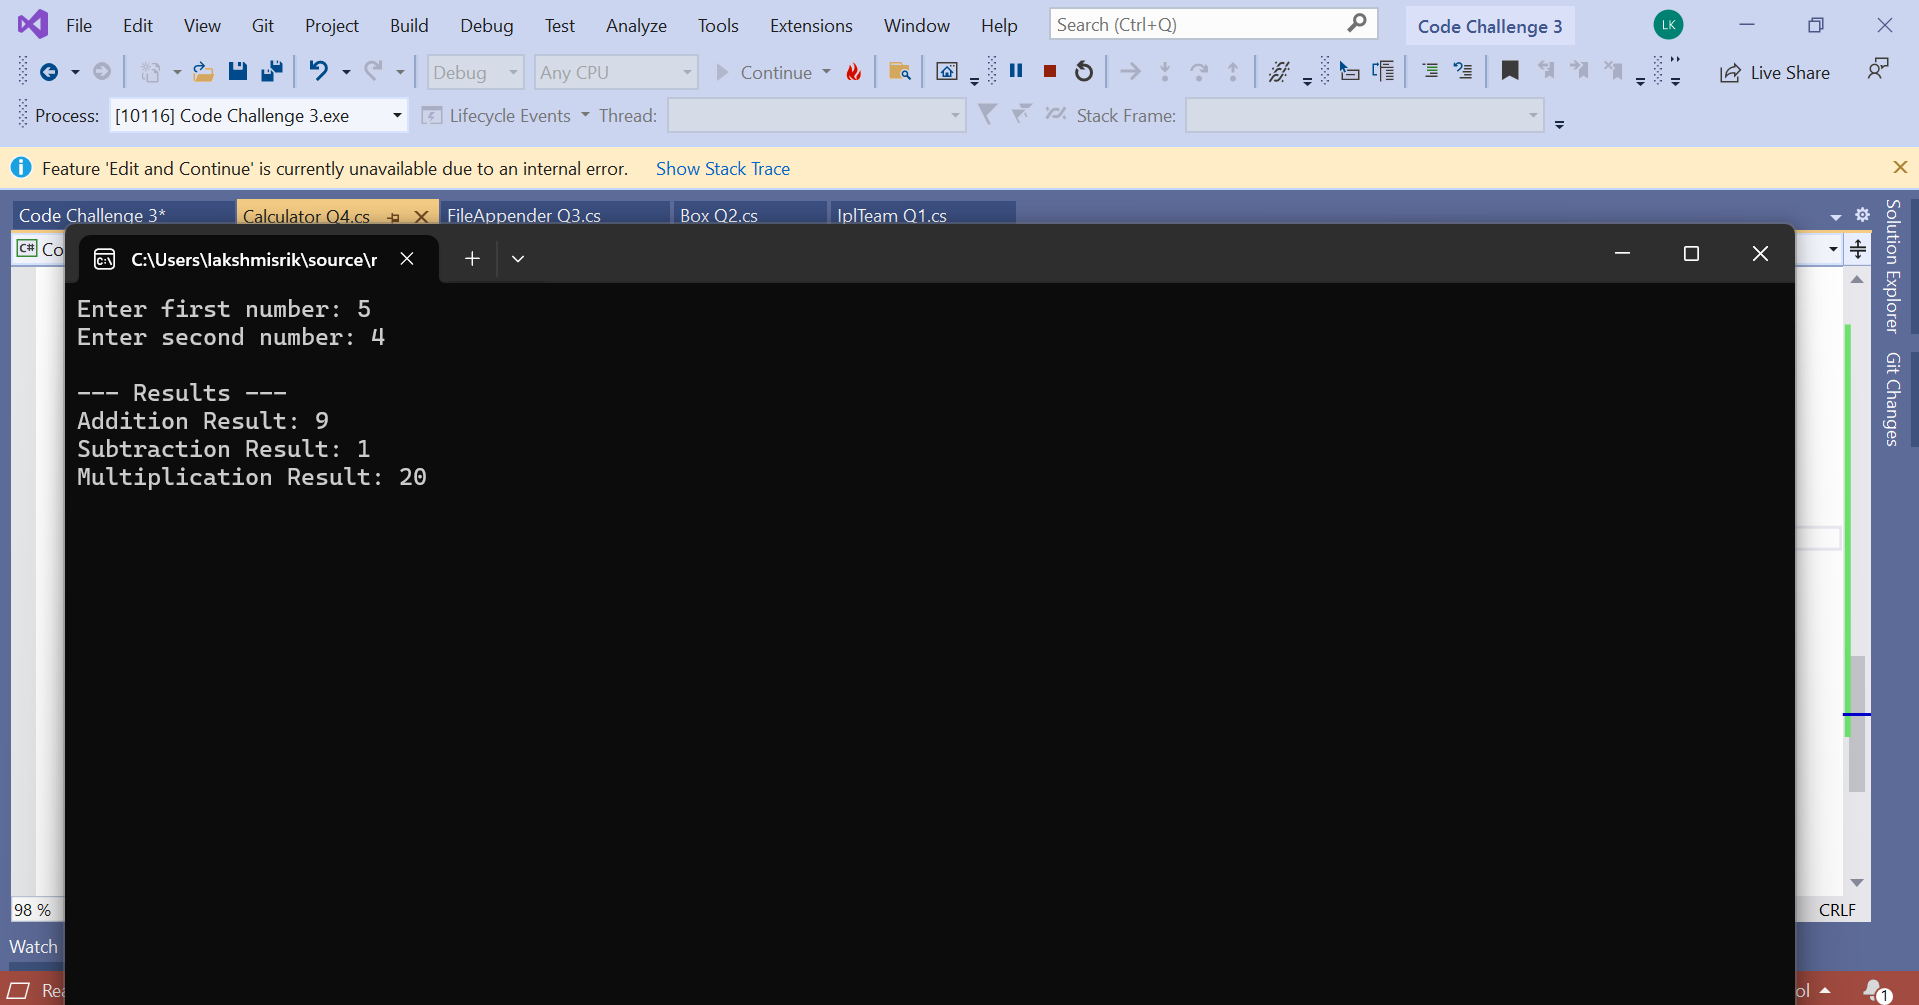 File Edit View Git Project Build Debug Test Analyze Tools Extensions Window Help Search (Ctrl+Q) Code Challenge 3 LK
Debug Any CPU Continue Live Share
Process: [10116] Code Challenge 3.exe Lifecycle Events Thread: Stack Frame:
Feature 'Edit and Continue' is currently unavailable due to an internal error. Show Stack Trace
Code Challenge 3* Calculator Q4.cs FileAppender Q3.cs Box Q2.cs IplTeam Q1.cs
C# Co
C:\Users\lakshmisrik\source\r
Enter first number: 5
Enter second number: 4
--- Results ---
Addition Result: 9
Subtraction Result: 1
Multiplication Result: 20
Solution Explorer
Git Changes
98 % CRLF
Watch
Rea ol 1